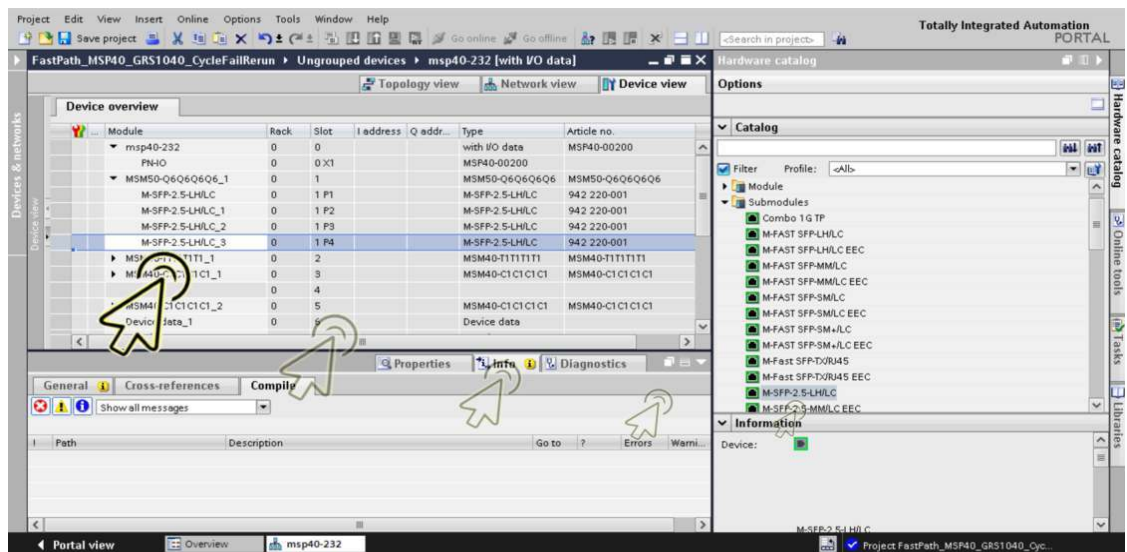 Project Edit View Insert Online Options Tools Window Help
Totally Integrated Automation
PORTAL
Save project Go online Go offline <Search in project>
FastPath_MSP40_GRS1040_CycleFailRerun ▸ Ungrouped devices ▸ msp40-232 [with I/O data]
Hardware catalog
Topology view Network view Device view
Options
Device overview
Module Rack Slot I address Q addr... Type Article no.
msp40-232 0 0 with I/O data MSP40-00200
PN-IO 0 0 X1 MSP40-00200
MSM50-Q6Q6Q6Q6_1 0 1 MSM50-Q6Q6Q6Q6 MSM50-Q6Q6Q6Q6
M-SFP-2.5-LH/LC 0 1 P1 M-SFP-2.5-LH/LC 942 220-001
M-SFP-2.5-LH/LC_1 0 1 P2 M-SFP-2.5-LH/LC 942 220-001
M-SFP-2.5-LH/LC_2 0 1 P3 M-SFP-2.5-LH/LC 942 220-001
M-SFP-2.5-LH/LC_3 0 1 P4 M-SFP-2.5-LH/LC 942 220-001
0 2 MSM40-T1T1T1T1 MSM40-T1T1T1T1
0 3 MSM40-C1C1C1C1 MSM40-C1C1C1C1
0 4
MSM40-C1C1C1C1_2 0 5 MSM40-C1C1C1C1 MSM40-C1C1C1C1
Device data_1 0 6 Device data
Catalog
Filter Profile: <All>
Module
Submodules
Combo 1G TP
M-FAST SFP-LH/LC
M-FAST SFP-LH/LC EEC
M-FAST SFP-MM/LC
M-FAST SFP-MM/LC EEC
M-FAST SFP-SM/LC
M-FAST SFP-SM/LC EEC
M-FAST SFP-SM+/LC
M-FAST SFP-SM+/LC EEC
M-Fast SFP-TX/RJ45
M-Fast SFP-TX/RJ45 EEC
M-SFP-2.5-LH/LC
M-SFP-2.5-MM/LC EEC
Properties Info Diagnostics
General Cross-references Compile
Show all messages
! Path Description Go to ? Errors Warni...
Information
Device:
M-SFP-2.5-LH/LC
Devices & networks
Device view
Hardware catalog
Online tools
Tasks
Libraries
Portal view Overview msp40-232 Project FastPath_MSP40_GRS1040_Cyc...